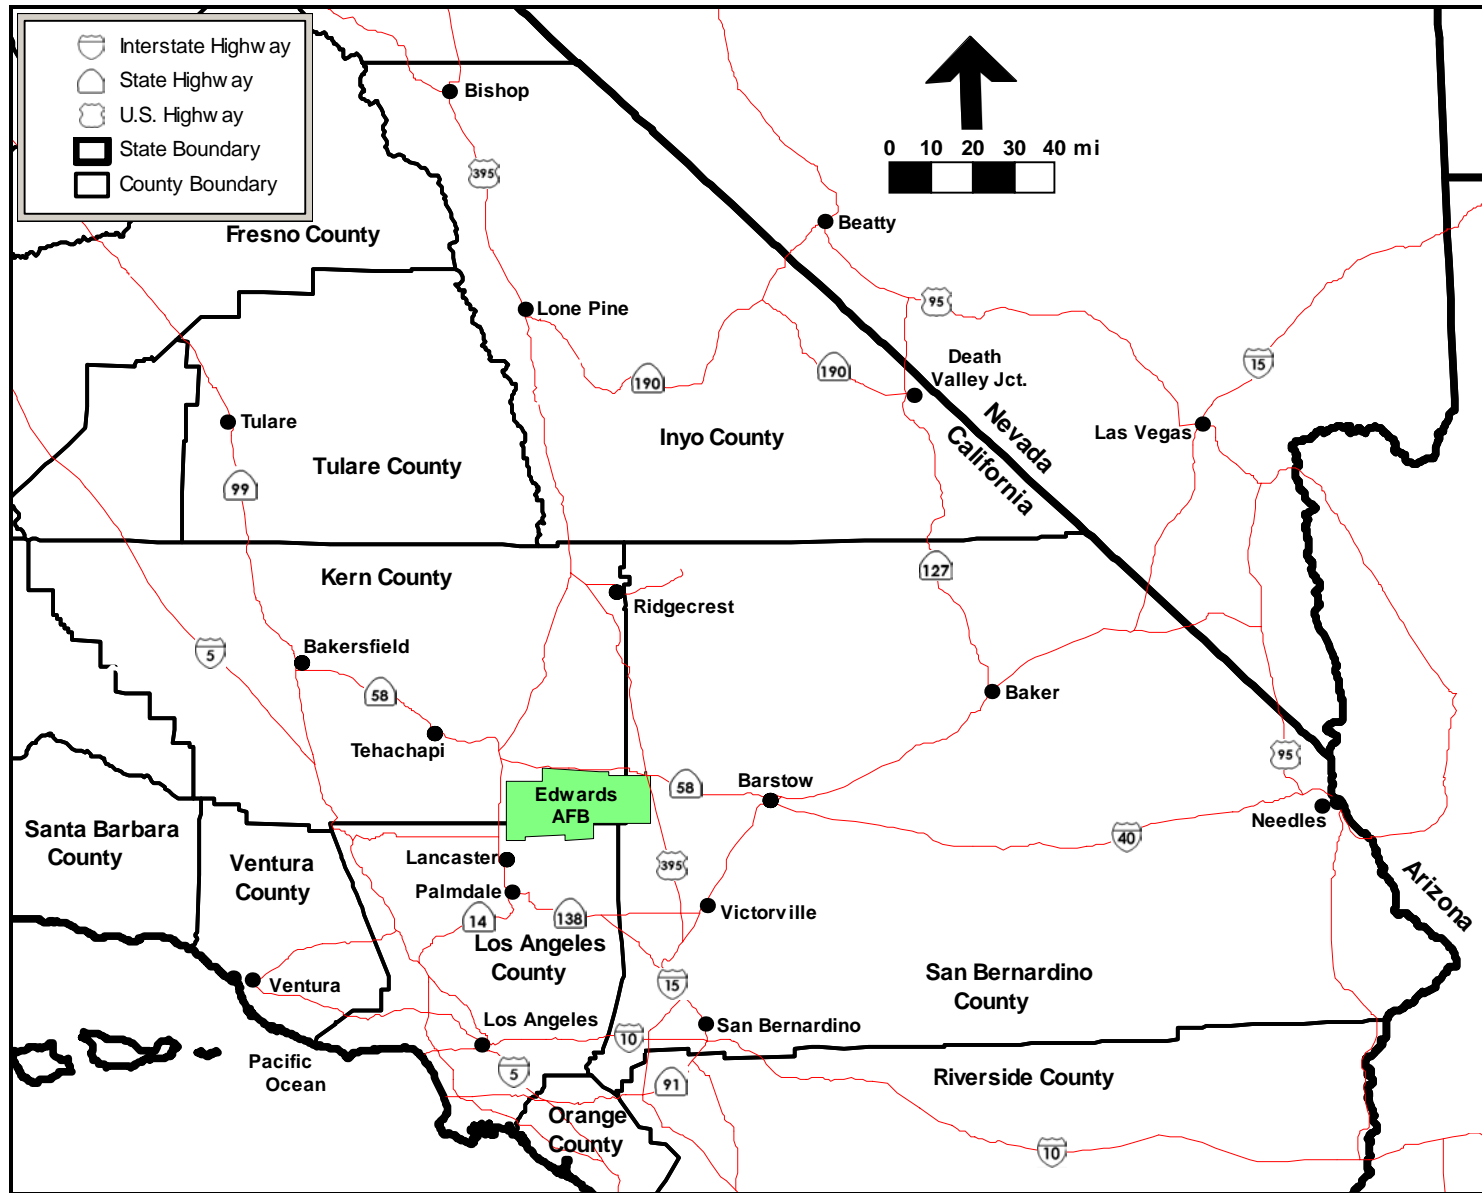 Interstate Highway
State Highway
U.S. Highway
State Boundary
County Boundary
0 10 20 30 40 mi
Bishop
395
Beatty
Fresno County
Lone Pine
95
15
Death
Valley Jct.
190
190
Tulare
Nevada
California
Las Vegas
Inyo County
Tulare County
99
Kern County
127
Ridgecrest
Bakersfield
5
58
Baker
Tehachapi
95
58
Barstow
Edwards
AFB
Needles
Santa Barbara
County
40
Ventura
County
Lancaster
395
Palmdale
Arizona
14
138
Victorville
Los Angeles
County
San Bernardino
County
15
Ventura
Los Angeles
San Bernardino
10
Pacific
Ocean
5
91
Riverside County
Orange
County
10